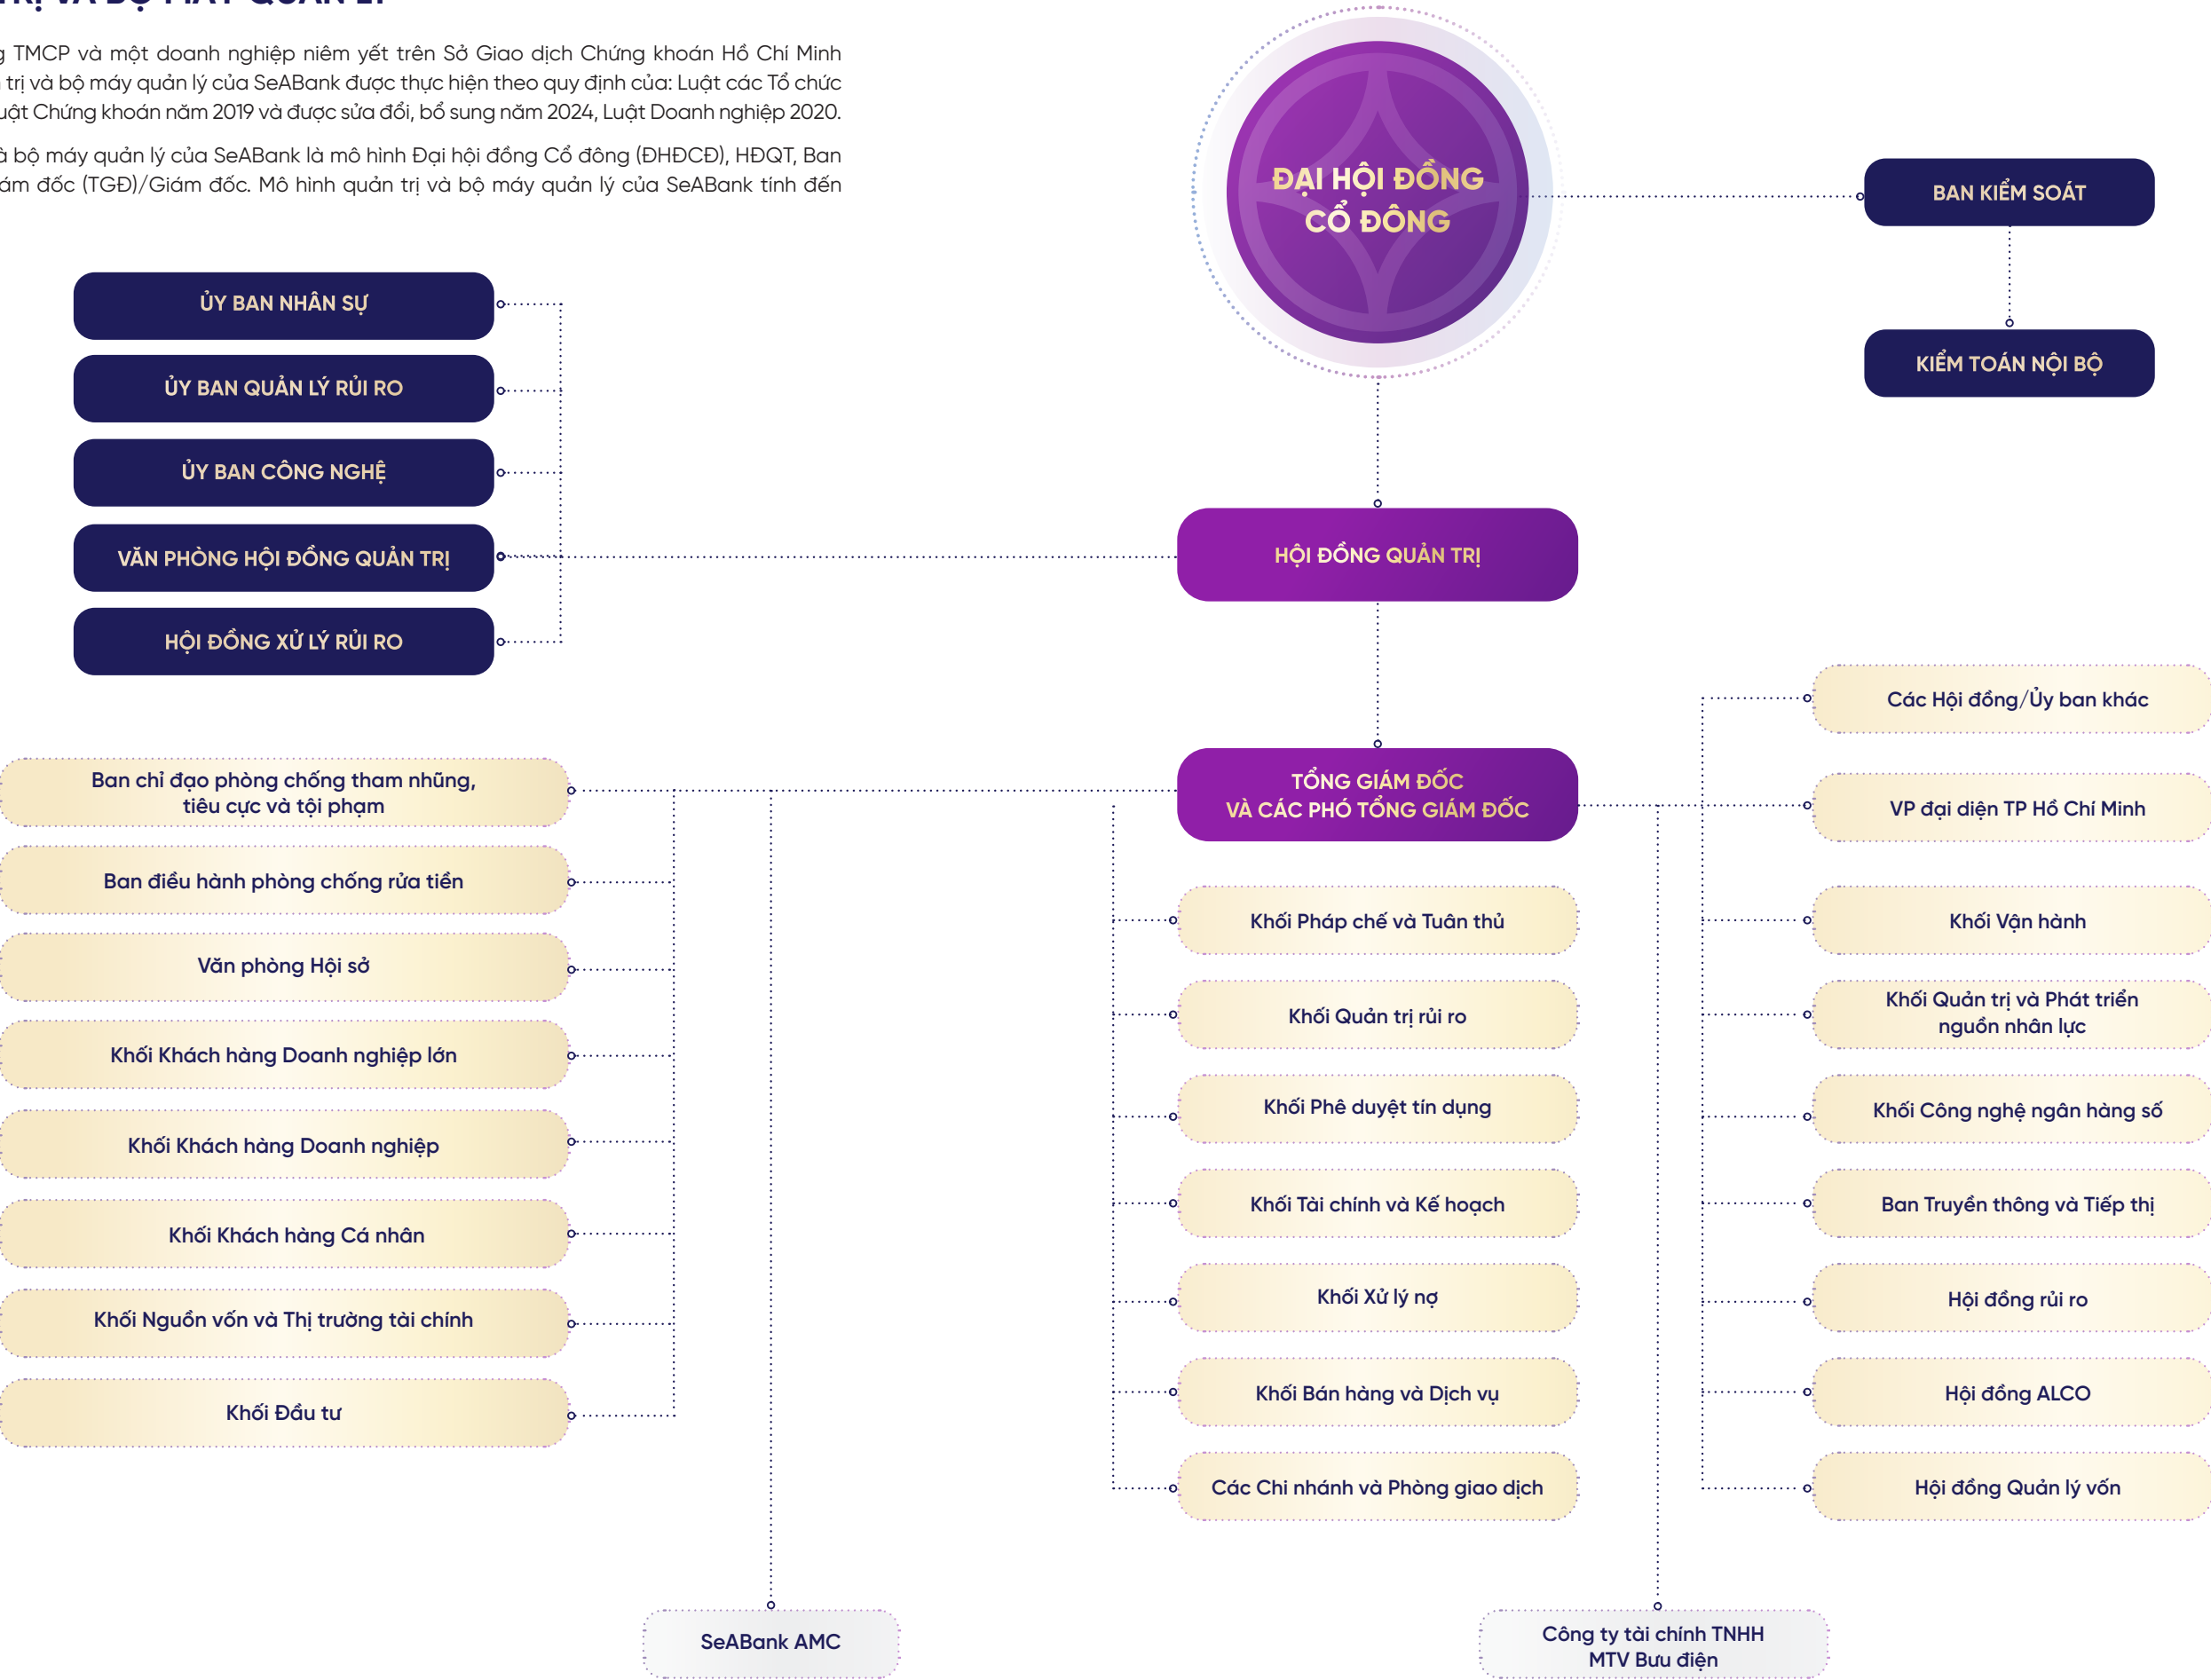 TRỊ VÀ BỘ MÁY QUẢN LÝ
TMCP và một doanh nghiệp niêm yết trên Sở Giao dịch Chứng khoán Hồ Chí Minh
trị và bộ máy quản lý của SeABank được thực hiện theo quy định của: Luật các Tổ chức
Chứng khoán năm 2019 và được sửa đổi, bổ sung năm 2024, Luật Doanh nghiệp 2020.
bộ máy quản lý của SeABank là mô hình Đại hội đồng Cổ đông (ĐHĐCĐ), HĐQT, Ban
đốc (TGĐ)/Giám đốc. Mô hình quản trị và bộ máy quản lý của SeABank tính đến
ĐẠI HỘI ĐỒNG
CỔ ĐÔNG
BAN KIỂM SOÁT
KIỂM TOÁN NỘI BỘ
ỦY BAN NHÂN SỰ
ỦY BAN QUẢN LÝ RỦI RO
ỦY BAN CÔNG NGHỆ
VĂN PHÒNG HỘI ĐỒNG QUẢN TRỊ
HỘI ĐỒNG XỬ LÝ RỦI RO
HỘI ĐỒNG QUẢN TRỊ
TỔNG GIÁM ĐỐC
VÀ CÁC PHÓ TỔNG GIÁM ĐỐC
Ban chỉ đạo phòng chống tham nhũng,
tiêu cực và tội phạm
Ban điều hành phòng chống rửa tiền
Văn phòng Hội sở
Khối Khách hàng Doanh nghiệp lớn
Khối Khách hàng Doanh nghiệp
Khối Khách hàng Cá nhân
Khối Nguồn vốn và Thị trường tài chính
Khối Đầu tư
Khối Pháp chế và Tuân thủ
Khối Quản trị rủi ro
Khối Phê duyệt tín dụng
Khối Tài chính và Kế hoạch
Khối Xử lý nợ
Khối Bán hàng và Dịch vụ
Các Chi nhánh và Phòng giao dịch
Các Hội đồng/Ủy ban khác
VP đại diện TP Hồ Chí Minh
Khối Vận hành
Khối Quản trị và Phát triển
nguồn nhân lực
Khối Công nghệ ngân hàng số
Ban Truyền thông và Tiếp thị
Hội đồng rủi ro
Hội đồng ALCO
Hội đồng Quản lý vốn
SeABank AMC
Công ty tài chính TNHH
MTV Bưu điện